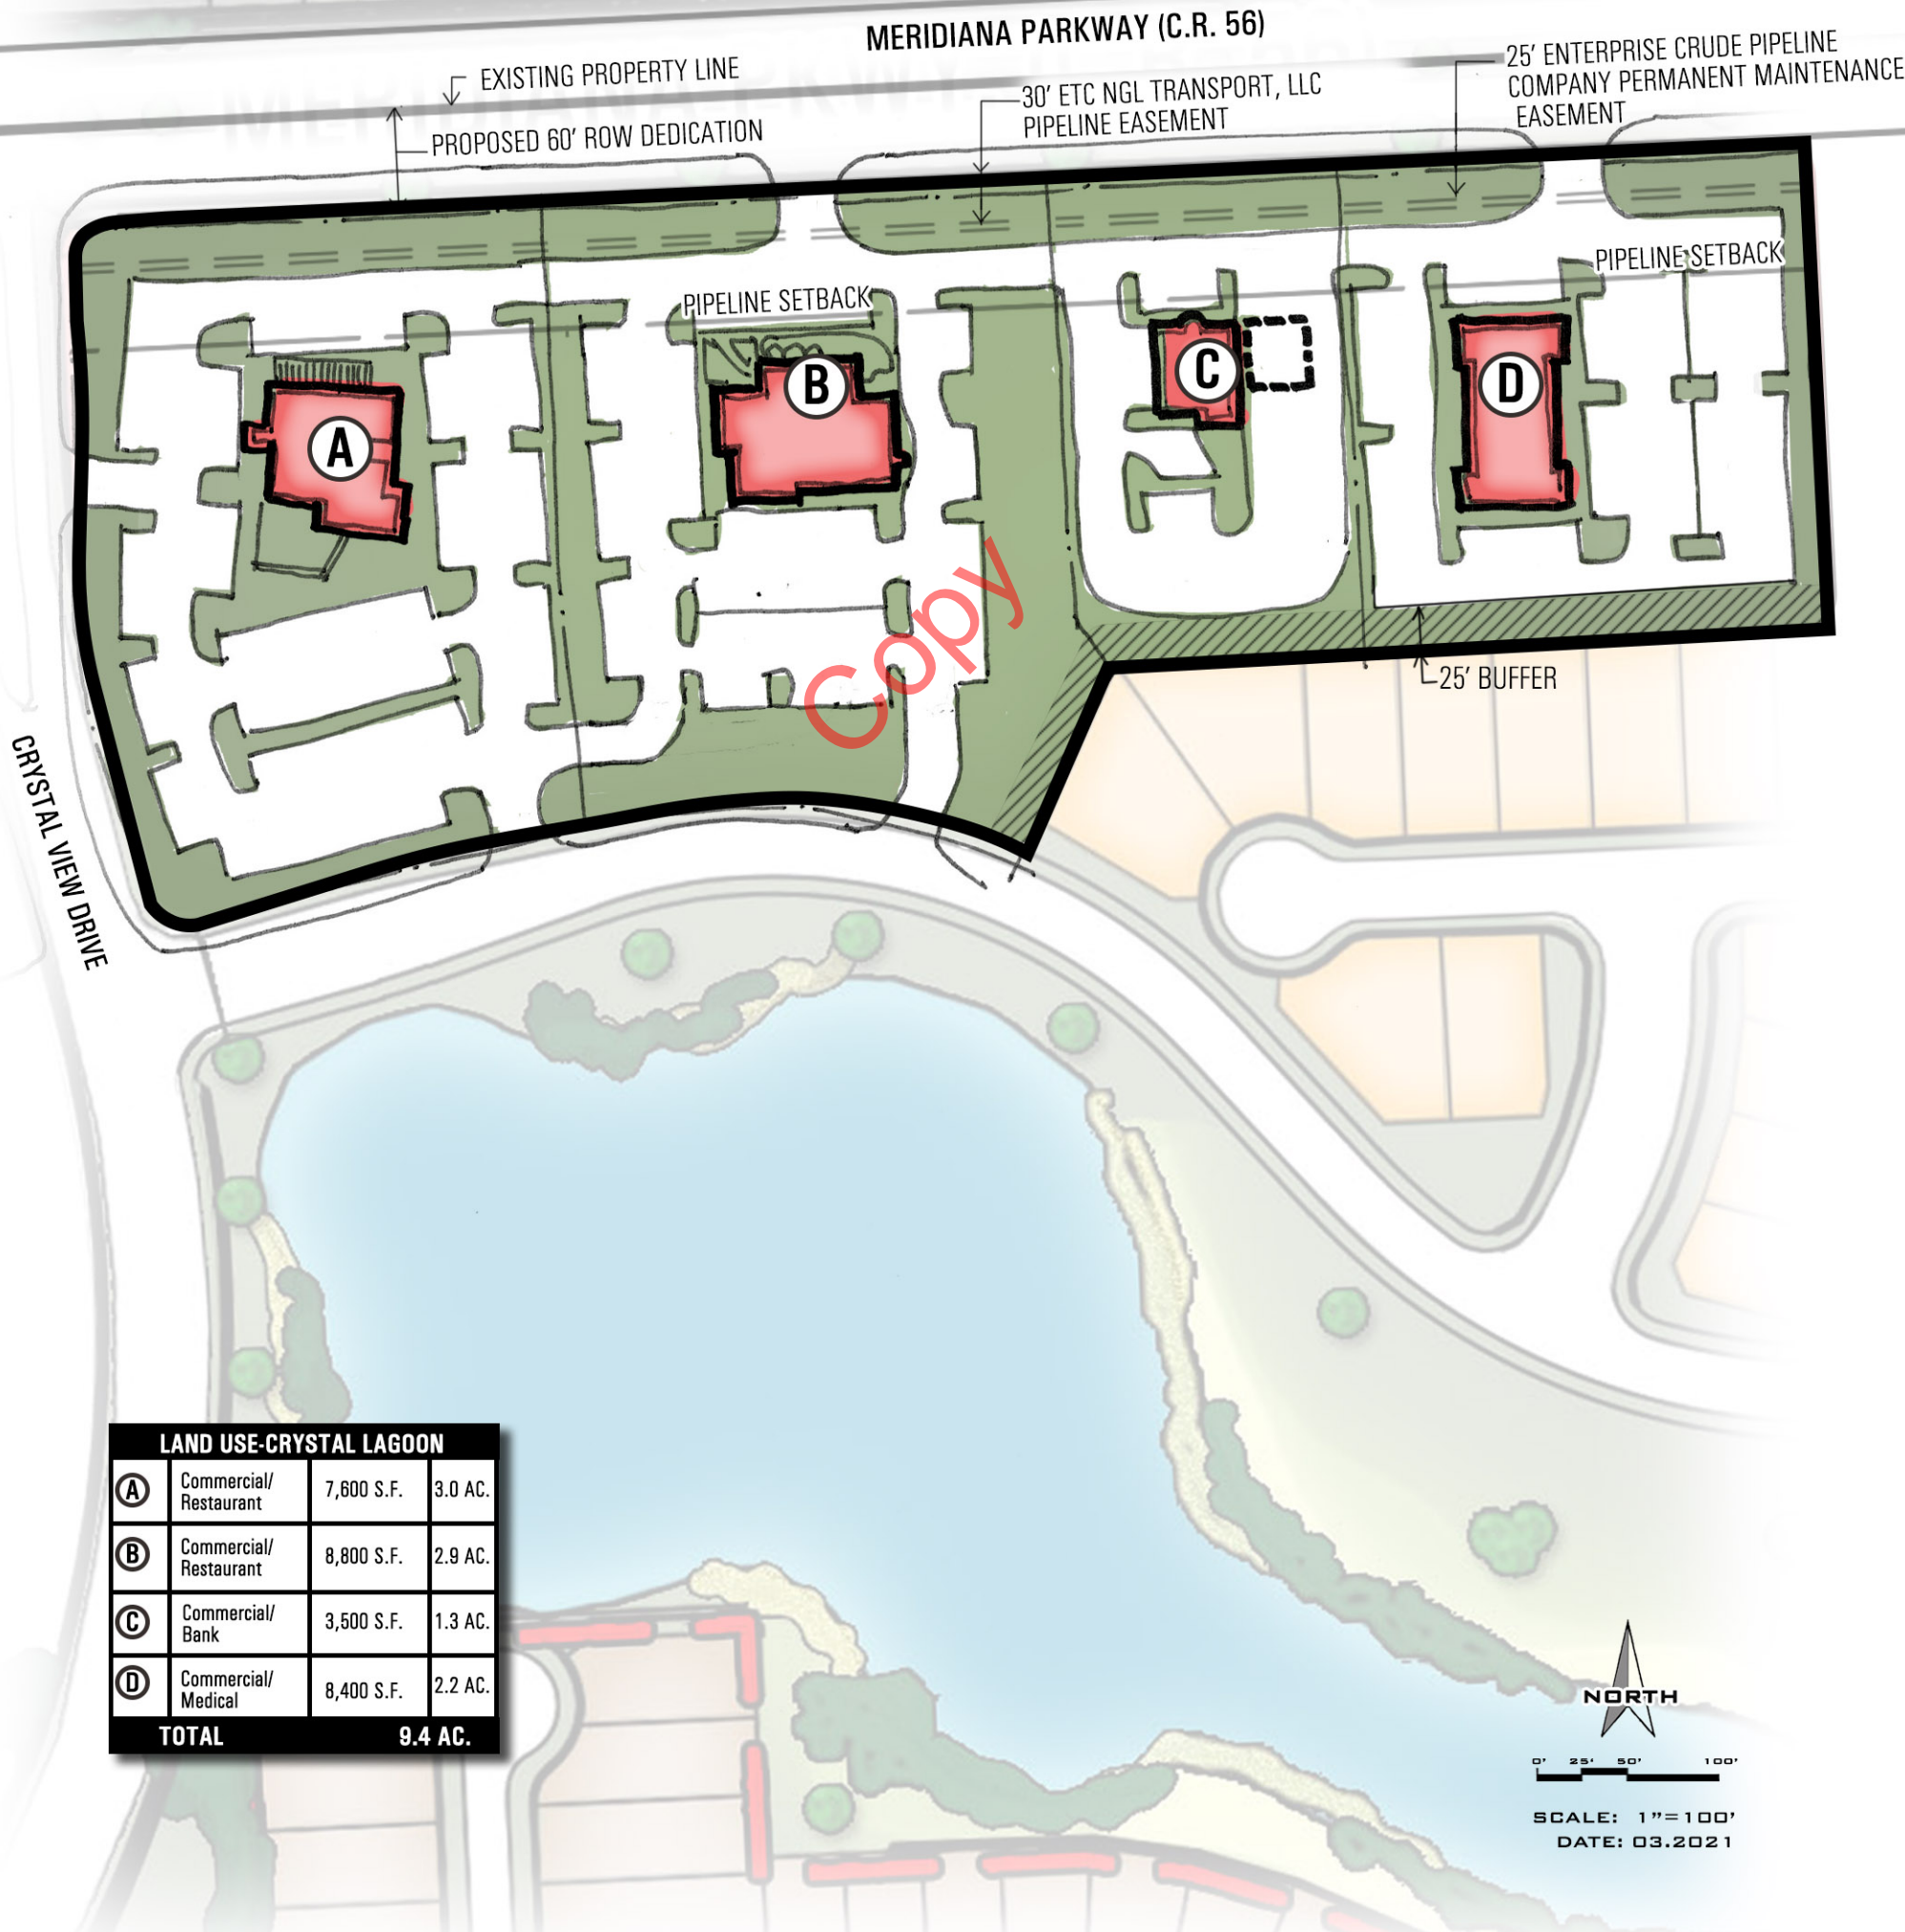 MERIDIANA PARKWAY (C.R. 56)
EXISTING PROPERTY LINE
PROPOSED 60' ROW DEDICATION
30' ETC NGL TRANSPORT, LLC
PIPELINE EASEMENT
25' ENTERPRISE CRUDE PIPELINE
COMPANY PERMANENT MAINTENANCE
EASEMENT
PIPELINE SETBACK
PIPELINE SETBACK
A
B
C
D
Copy
25' BUFFER
CRYSTAL VIEW DRIVE
LAND USE-CRYSTAL LAGOON
A Commercial/ Restaurant 7,600 S.F. 3.0 AC.
B Commercial/ Restaurant 8,800 S.F. 2.9 AC.
C Commercial/ Bank 3,500 S.F. 1.3 AC.
D Commercial/ Medical 8,400 S.F. 2.2 AC.
TOTAL 9.4 AC.
NORTH
0' 25' 50' 100'
SCALE: 1"=100'
DATE: 03.2021